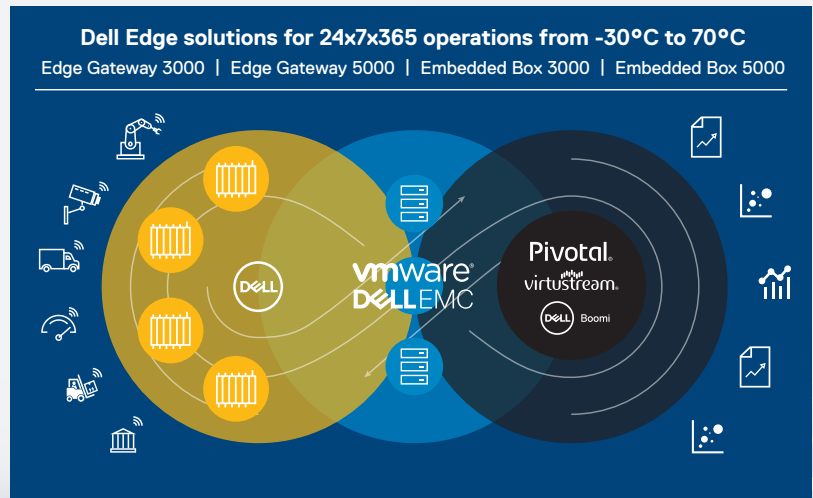 Dell Edge solutions for 24x7x365 operations from -30°C to 70°C
Edge Gateway 3000 | Edge Gateway 5000 | Embedded Box 3000 | Embedded Box 5000
DELL
vmware®
DELLEMC
Pivotal®
virtustream®
DELL Boomi